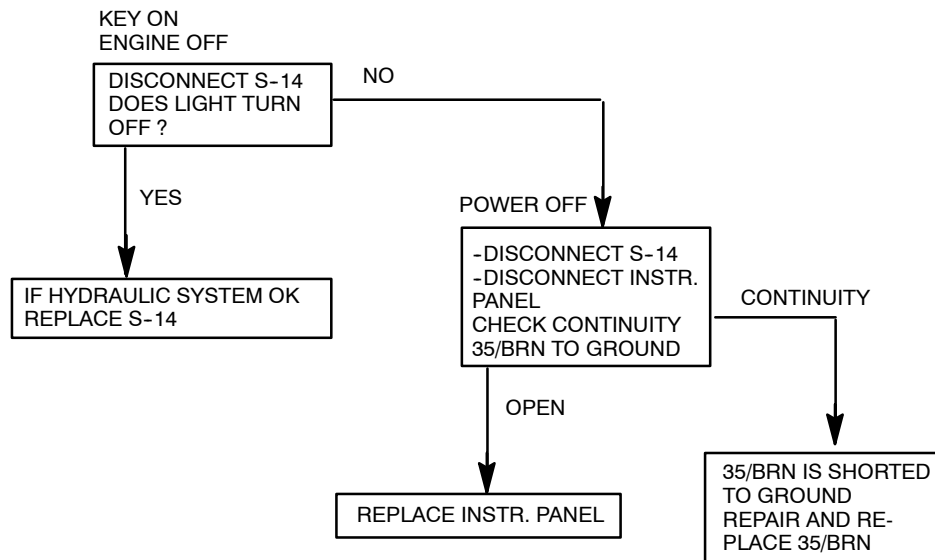 KEY ON
ENGINE OFF
DISCONNECT S-14
DOES LIGHT TURN
OFF ?
NO
YES
IF HYDRAULIC SYSTEM OK
REPLACE S-14
POWER OFF
-DISCONNECT S-14
-DISCONNECT INSTR.
PANEL
CHECK CONTINUITY
35/BRN TO GROUND
CONTINUITY
OPEN
REPLACE INSTR. PANEL
35/BRN IS SHORTED
TO GROUND
REPAIR AND RE-
PLACE 35/BRN